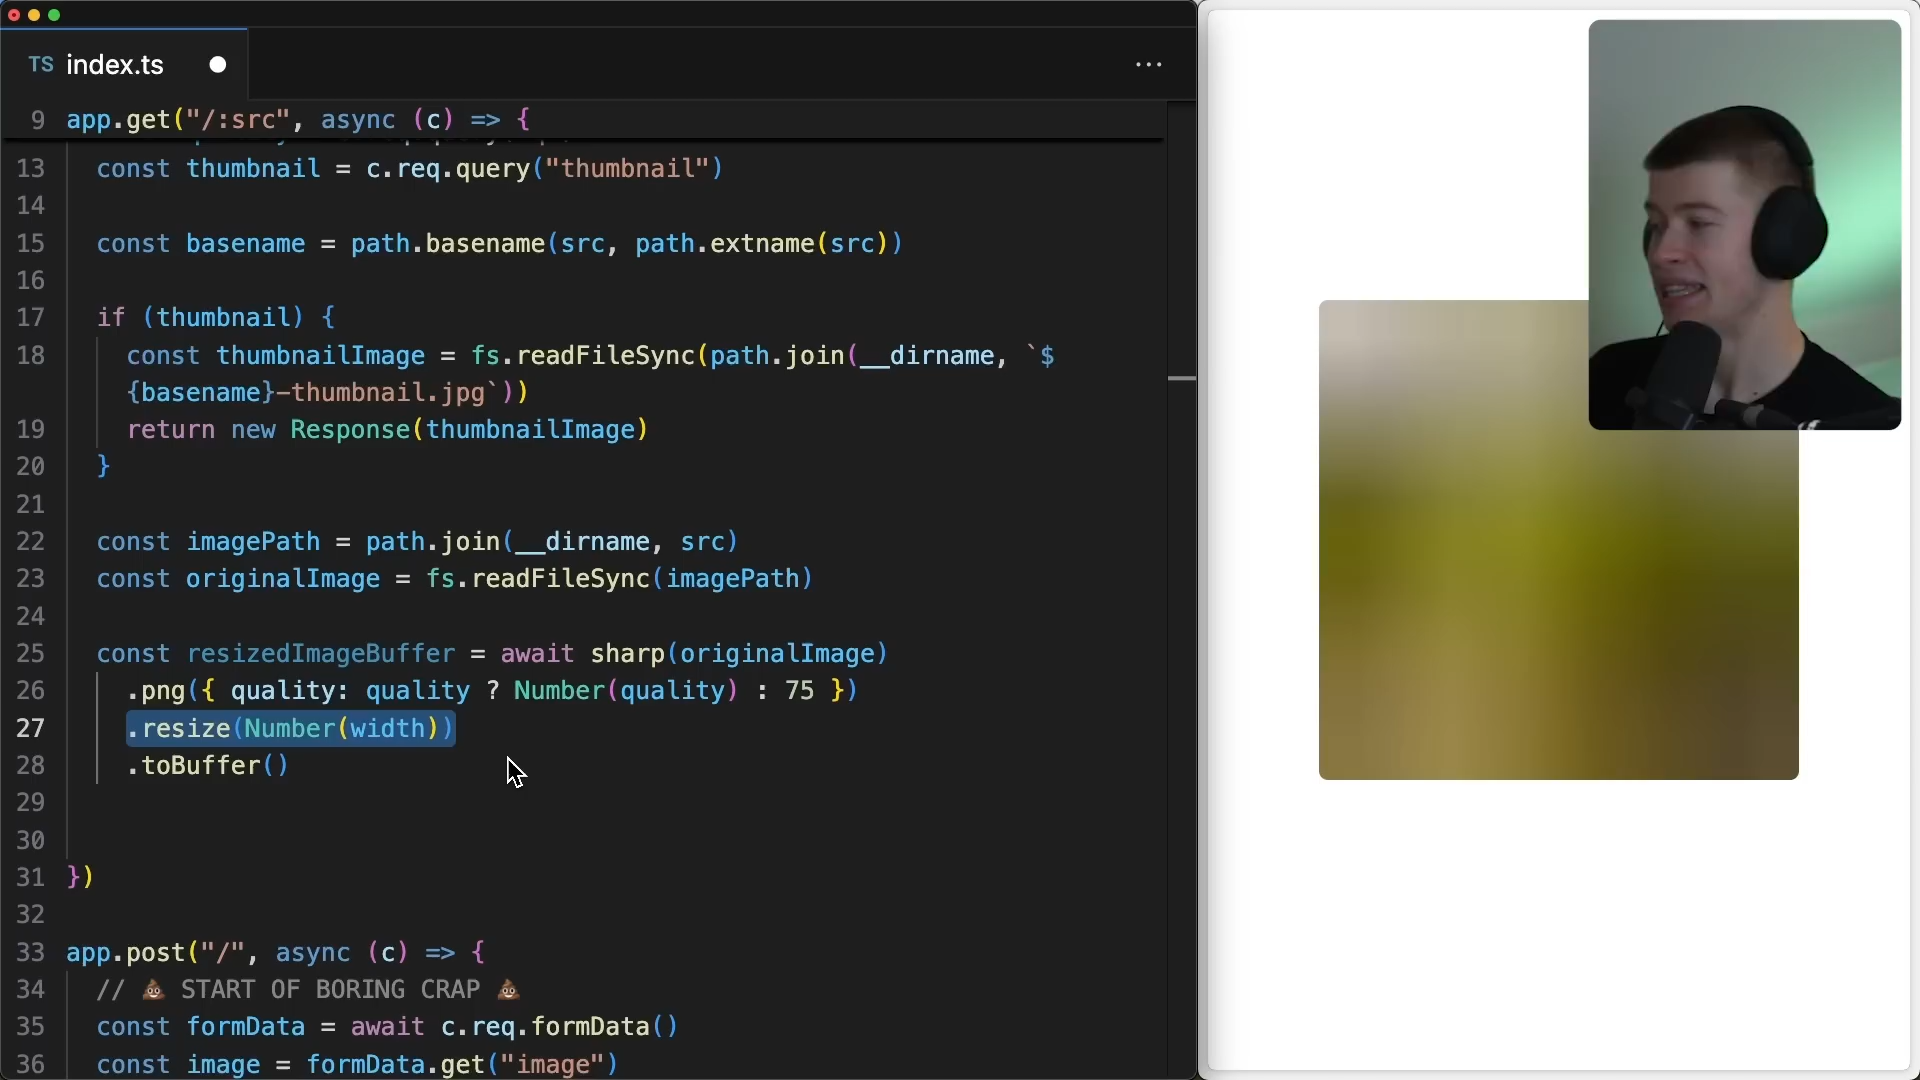 TS index.ts
9 app.get("/:src", async (c) => {
13 const thumbnail = c.req.query("thumbnail")
14
15 const basename = path.basename(src, path.extname(src))
16
17 if (thumbnail) {
18 const thumbnailImage = fs.readFileSync(path.join(__dirname, `$
{basename}-thumbnail.jpg`))
19 return new Response(thumbnailImage)
20 }
21
22 const imagePath = path.join(__dirname, src)
23 const originalImage = fs.readFileSync(imagePath)
24
25 const resizedImageBuffer = await sharp(originalImage)
26 .png({ quality: quality ? Number(quality) : 75 })
27 .resize(Number(width))
28 .toBuffer()
29
30
31 })
32
33 app.post("/", async (c) => {
34 // 💩 START OF BORING CRAP 💩
35 const formData = await c.req.formData()
36 const image = formData.get("image")